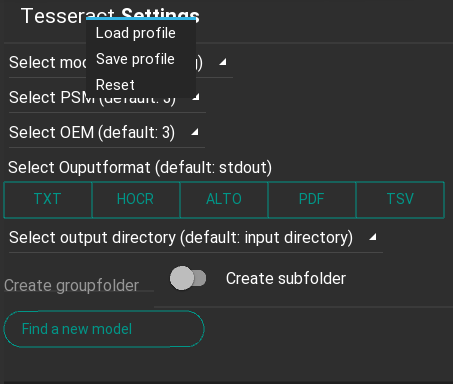 Tesseract Settings
Load profile
Save profile
Reset
Select mod
Select PSM (default: 3)
Select OEM (default: 3)
Select Ouputformat (default: stdout)
TXT HOCR ALTO PDF TSV
Select output directory (default: input directory)
Create groupfolder Create subfolder
Find a new model